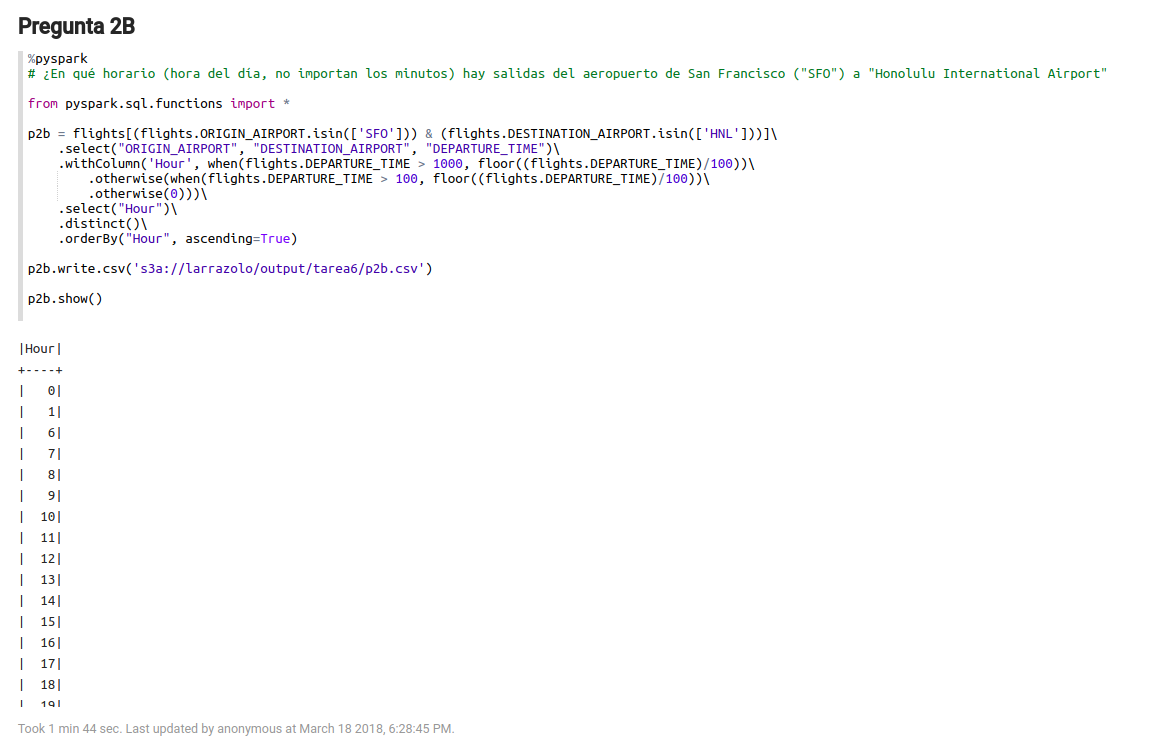 Pregunta 2B
%pyspark
# ¿En qué horario (hora del día, no importan los minutos) hay salidas del aeropuerto de San Francisco ("SFO") a "Honolulu International Airport"
from pyspark.sql.functions import *
p2b = flights[(flights.ORIGIN_AIRPORT.isin(['SFO'])) & (flights.DESTINATION_AIRPORT.isin(['HNL']))]\
.select("ORIGIN_AIRPORT", "DESTINATION_AIRPORT", "DEPARTURE_TIME")\
.withColumn('Hour', when(flights.DEPARTURE_TIME > 1000, floor((flights.DEPARTURE_TIME)/100))\
.otherwise(when(flights.DEPARTURE_TIME > 100, floor((flights.DEPARTURE_TIME)/100))\
.otherwise(0)))\
.select("Hour")\
.distinct()\
.orderBy("Hour", ascending=True)
p2b.write.csv('s3a://larrazolo/output/tarea6/p2b.csv')
p2b.show()
|Hour|
+----+
|   0|
|   1|
|   6|
|   7|
|   8|
|   9|
|  10|
|  11|
|  12|
|  13|
|  14|
|  15|
|  16|
|  17|
|  18|
|  19|
Took 1 min 44 sec. Last updated by anonymous at March 18 2018, 6:28:45 PM.